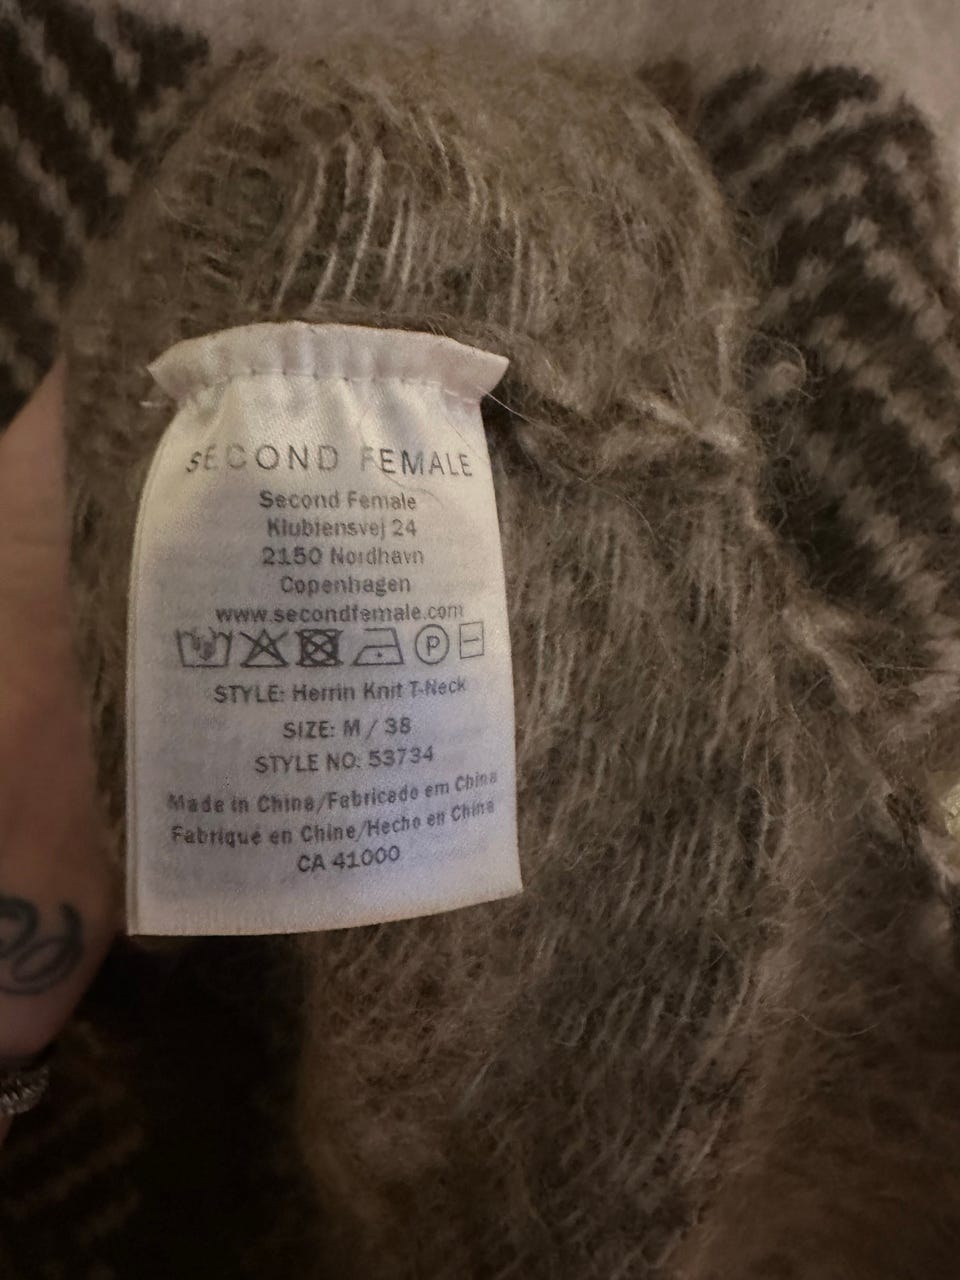 SECOND FEMALE
Second Female
Klubiensvej 24
2150 Nordhavn
Copenhagen
www.secondfemale.com
P
STYLE: Herrin Knit T-Neck
SIZE: M / 38
STYLE NO: 53734
Made in China/Fabricado em China
Fabriqué en Chine/Hecho en China
CA 41000